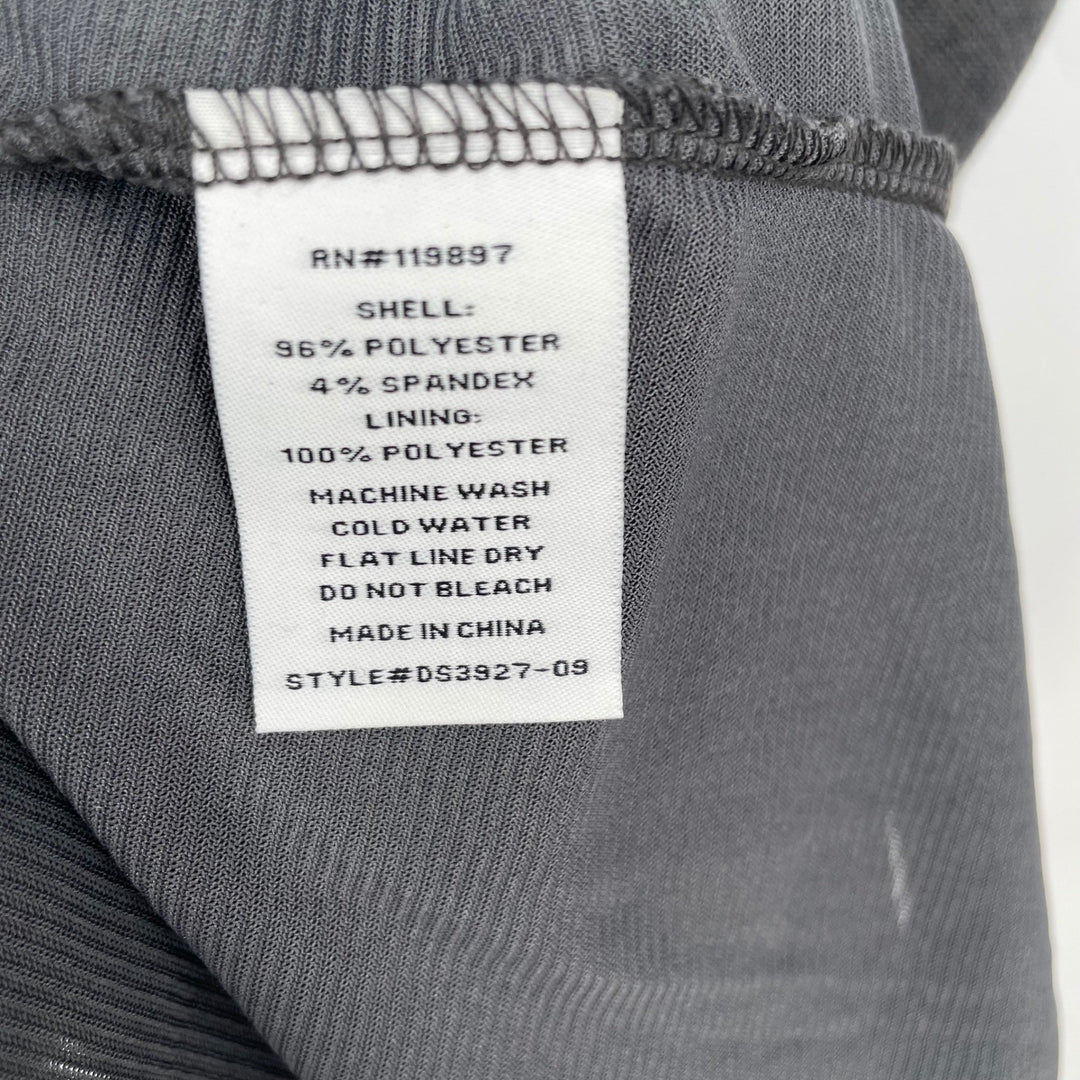 RN#119897
SHELL:
96% POLYESTER
4% SPANDEX
LINING:
100% POLYESTER
MACHINE WASH
COLD WATER
FLAT LINE DRY
DO NOT BLEACH
MADE IN CHINA
STYLE#DS3927-09